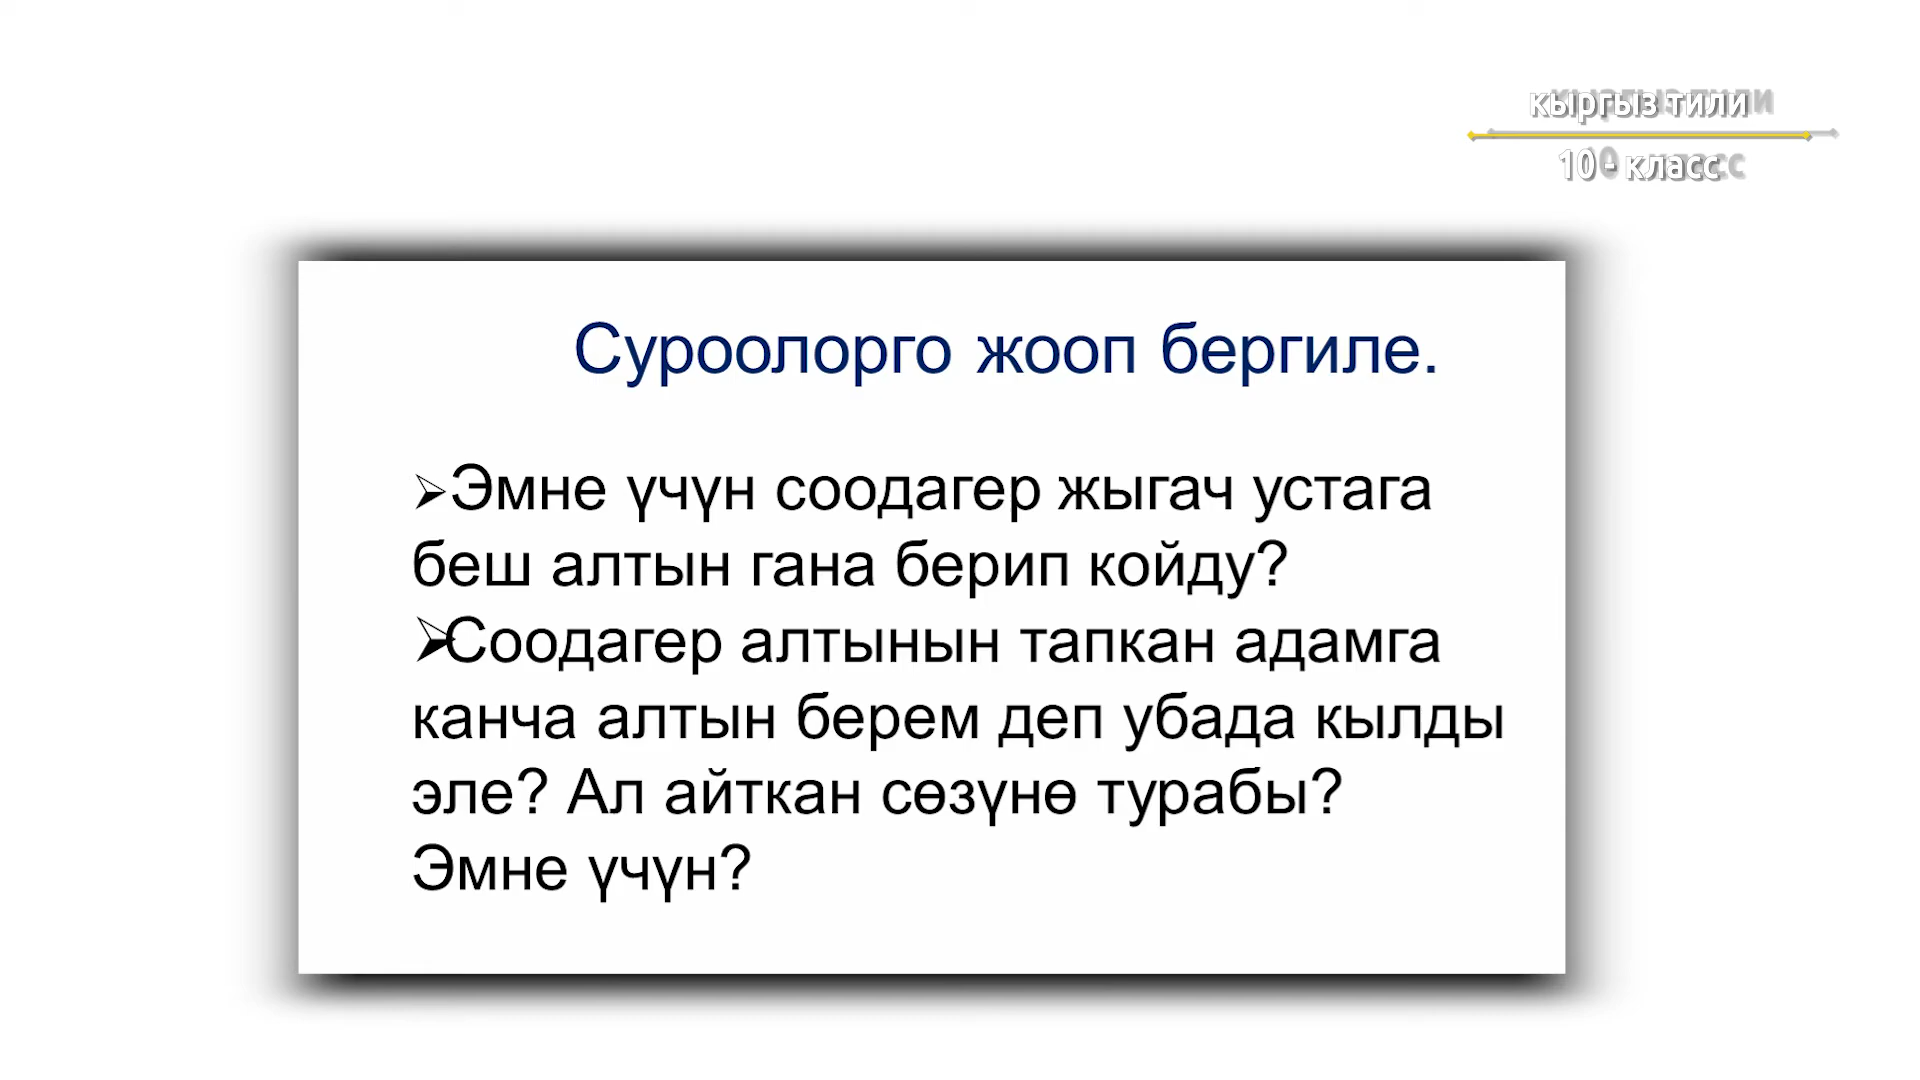 кыргыз тили
10 - класс
Суроолорго жооп бергиле.
➢Эмне үчүн соодагер жыгач устага
беш алтын гана берип койду?
➢Соодагер алтынын тапкан адамга
канча алтын берем деп убада кылды
эле? Ал айткан сөзүнө турабы?
Эмне үчүн?